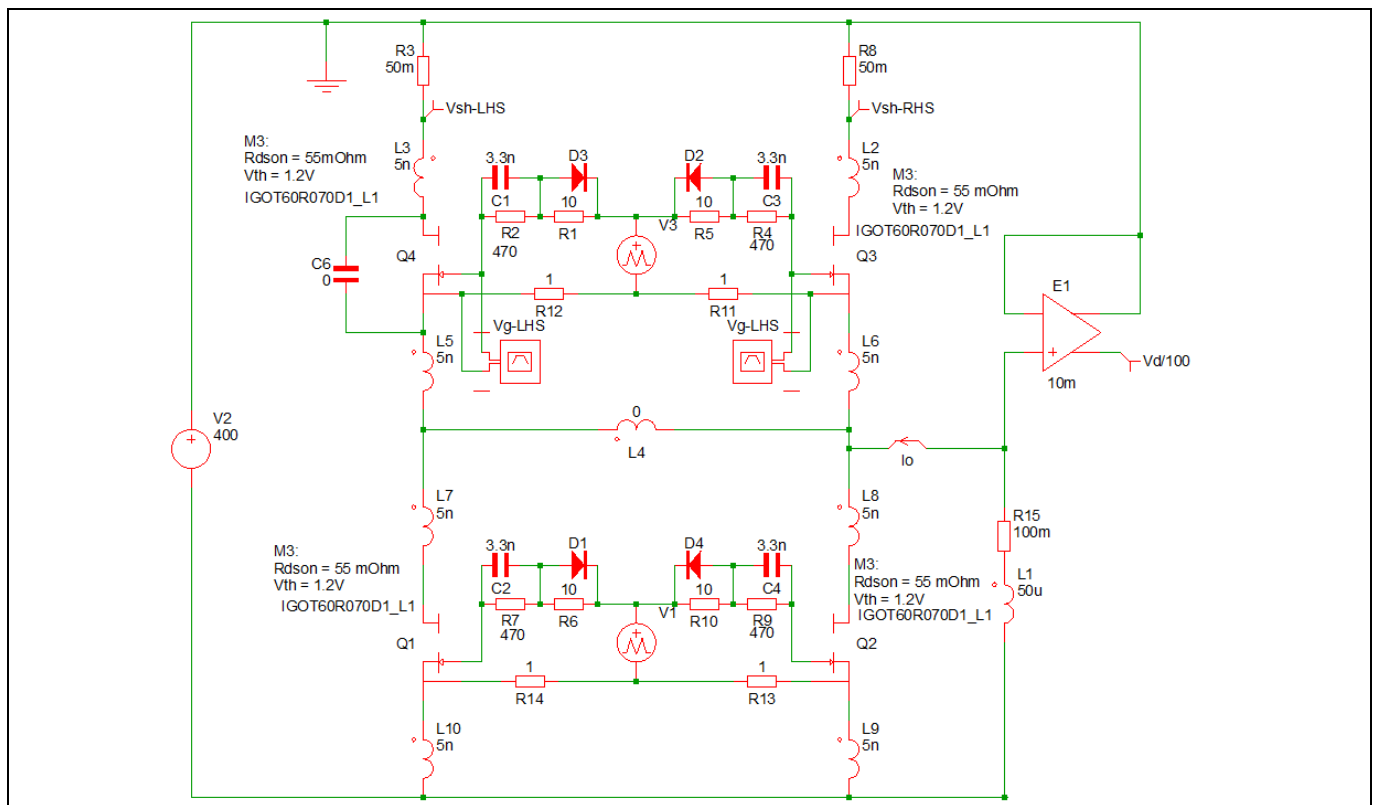 R3
50m
R8
50m
Vsh-LHS
Vsh-RHS
M3:
Rdson = 55mOhm
Vth = 1.2V
IGOT60R070D1_L1
L3
5n
3.3n
D3
D2
3.3n
L2
5n
M3:
Rdson = 55 mOhm
Vth = 1.2V
IGOT60R070D1_L1
C1
10
10
C3
R2
470
R1
V3
R5
R4
470
Q4
Q3
C6
0
1
R12
1
R11
E1
10m
Vd/100
Vg-LHS
Vg-LHS
L5
5n
L6
5n
V2
400
0
L4
Io
L7
5n
L8
5n
R15
100m
L1
50u
M3:
Rdson = 55 mOhm
Vth = 1.2V
IGOT60R070D1_L1
3.3n
D1
D4
3.3n
M3:
Rdson = 55 mOhm
Vth = 1.2V
IGOT60R070D1_L1
C2
10
10
C4
R7
470
R6
V1
R10
R9
470
Q1
Q2
1
R14
1
R13
L10
5n
L9
5n